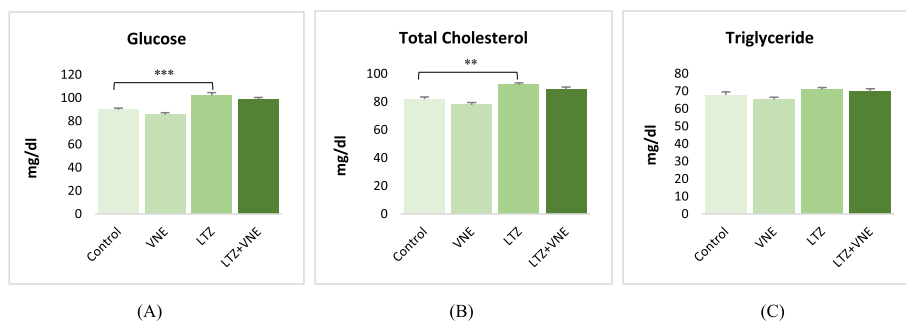 Glucose
***
120
100
80
60
40
20
0
mg/dl
Control
VNE
LTZ
LTZ+VNE
(A)
Total Cholesterol
**
100
80
60
40
20
0
mg/dl
Control
VNE
LTZ
LTZ+VNE
(B)
Triglyceride
80
70
60
50
40
30
20
10
0
mg/dl
Control
VNE
LTZ
LTZ+VNE
(C)